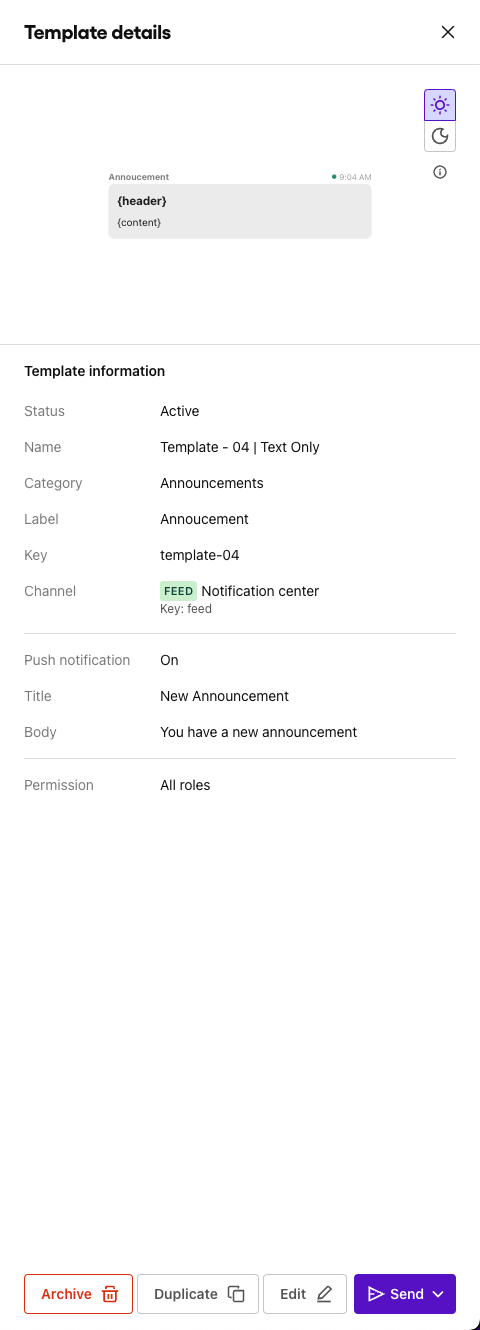 Template details
Annoucement 9:04 AM
{header}
{content}
Template information
Status Active
Name Template - 04 | Text Only
Category Announcements
Label Annoucement
Key template-04
Channel FEED Notification center
Key: feed
Push notification On
Title New Announcement
Body You have a new announcement
Permission All roles
Archive Duplicate Edit Send